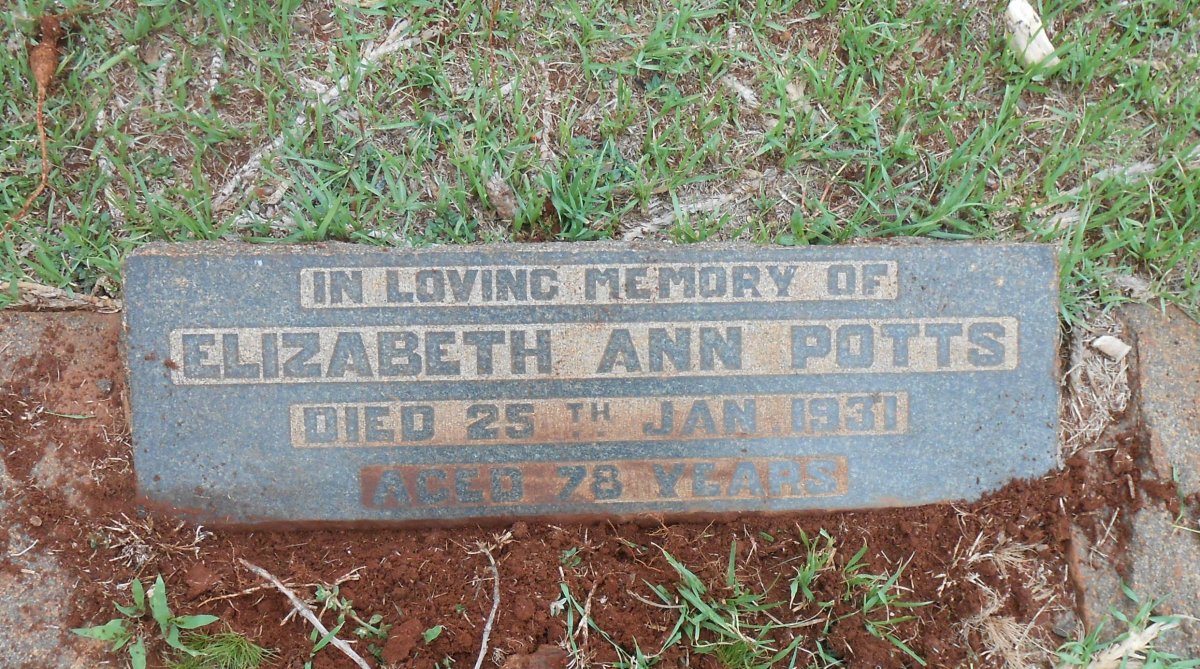 IN LOVING MEMORY OF
ELIZABETH ANN POTTS
DIED 25TH JAN 1931
AGED 78 YEARS